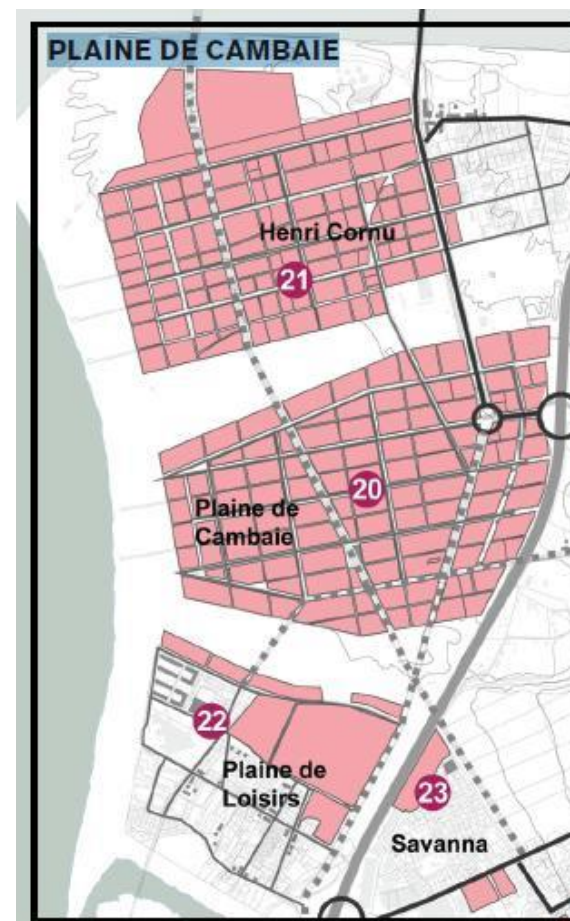 PLAINE DE CAMBAIE
Henri Cornu
21
20
Plaine de
Cambaie
22
Plaine de
Loisirs
23
Savanna